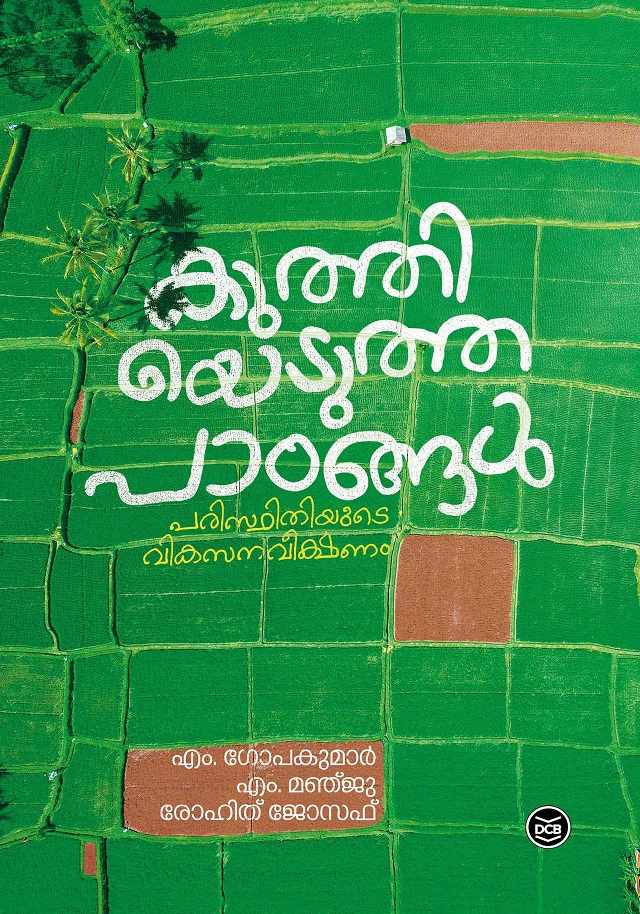 കുത്തി
യെടുത്ത
പാഠങ്ങൾ
പരിസ്ഥിതിയുടെ
വികസനവീക്ഷണം
എം. ഗോപകുമാർ
എം. മഞ്ജു
രോഹിത് ജോസഫ്
DCB